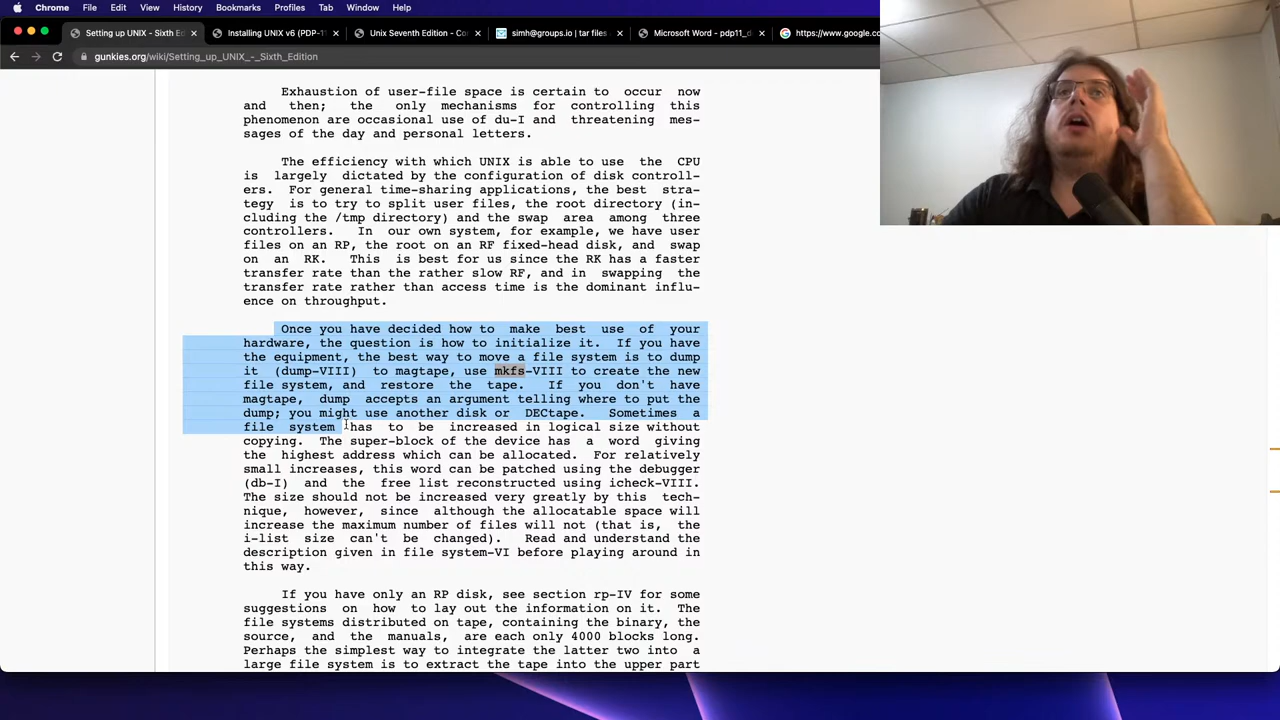 Chrome File Edit View History Bookmarks Profiles Tab Window Help
Setting up UNIX - Sixth Ed
Installing UNIX v6 (PDP-1
Unix Seventh Edition - Co
simh@groups.io | tar files
Microsoft Word - pdp11_d
https://www.google.co
gunkies.org/wiki/Setting_up_UNIX_-_Sixth_Edition
Exhaustion of user-file space is certain to occur now
and then; the only mechanisms for controlling this
phenomenon are occasional use of du-I and threatening mes-
sages of the day and personal letters.
The efficiency with which UNIX is able to use the CPU
is largely dictated by the configuration of disk controll-
ers. For general time-sharing applications, the best stra-
tegy is to try to split user files, the root directory (in-
cluding the /tmp directory) and the swap area among three
controllers. In our own system, for example, we have user
files on an RP, the root on an RF fixed-head disk, and swap
on an RK. This is best for us since the RK has a faster
transfer rate than the rather slow RF, and in swapping the
transfer rate rather than access time is the dominant influ-
ence on throughput.
Once you have decided how to make best use of your
hardware, the question is how to initialize it. If you have
the equipment, the best way to move a file system is to dump
it (dump-VIII) to magtape, use mkfs-VIII to create the new
file system, and restore the tape. If you don't have
magtape, dump accepts an argument telling where to put the
dump; you might use another disk or DECtape. Sometimes a
file system has to be increased in logical size without
copying. The super-block of the device has a word giving
the highest address which can be allocated. For relatively
small increases, this word can be patched using the debugger
(db-I) and the free list reconstructed using icheck-VIII.
The size should not be increased very greatly by this tech-
nique, however, since although the allocatable space will
increase the maximum number of files will not (that is, the
i-list size can't be changed). Read and understand the
description given in file system-VI before playing around in
this way.
If you have only an RP disk, see section rp-IV for some
suggestions on how to lay out the information on it. The
file systems distributed on tape, containing the binary, the
source, and the manuals, are each only 4000 blocks long.
Perhaps the simplest way to integrate the latter two into a
large file system is to extract the tape into the upper part